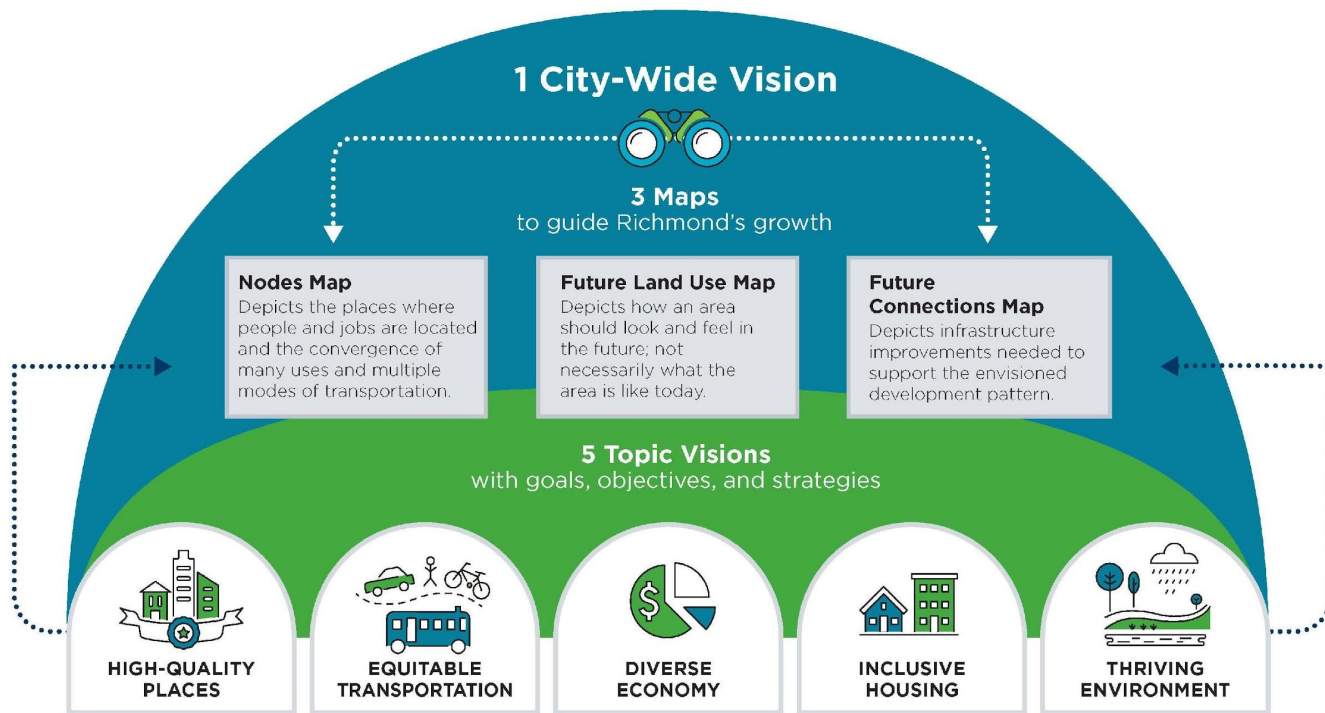 1 City-Wide Vision
3 Maps
to guide Richmond's growth
Nodes Map
Depicts the places where
people and jobs are located
and the convergence of
many uses and multiple
modes of transportation.
Future Land Use Map
Depicts how an area
should look and feel in
the future; not
necessarily what the
area is like today.
Future
Connections Map
Depicts infrastructure
improvements needed to
support the envisioned
development pattern.
5 Topic Visions
with goals, objectives, and strategies
$
HIGH-QUALITY
PLACES
EQUITABLE
TRANSPORTATION
DIVERSE
ECONOMY
INCLUSIVE
HOUSING
THRIVING
ENVIRONMENT